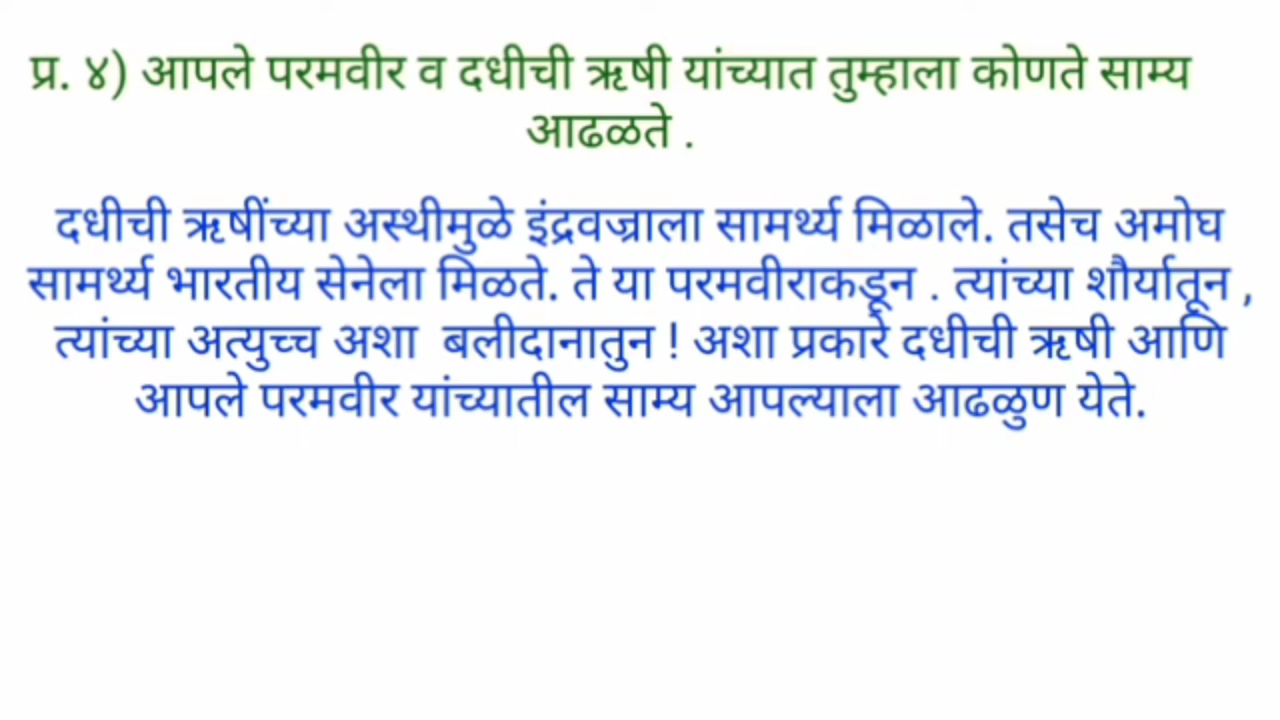 प्र. ४) आपले परमवीर व दधीची ऋषी यांच्यात तुम्हाला कोणते साम्य
आढळते .
दधीची ऋषींच्या अस्थीमुळे इंद्रवज्राला सामर्थ्य मिळाले. तसेच अमोघ
सामर्थ्य भारतीय सेनेला मिळते. ते या परमवीराकडून . त्यांच्या शौर्यातून ,
त्यांच्या अत्युच्च अशा बलीदानातुन ! अशा प्रकारे दधीची ऋषी आणि
आपले परमवीर यांच्यातील साम्य आपल्याला आढळुण येते.